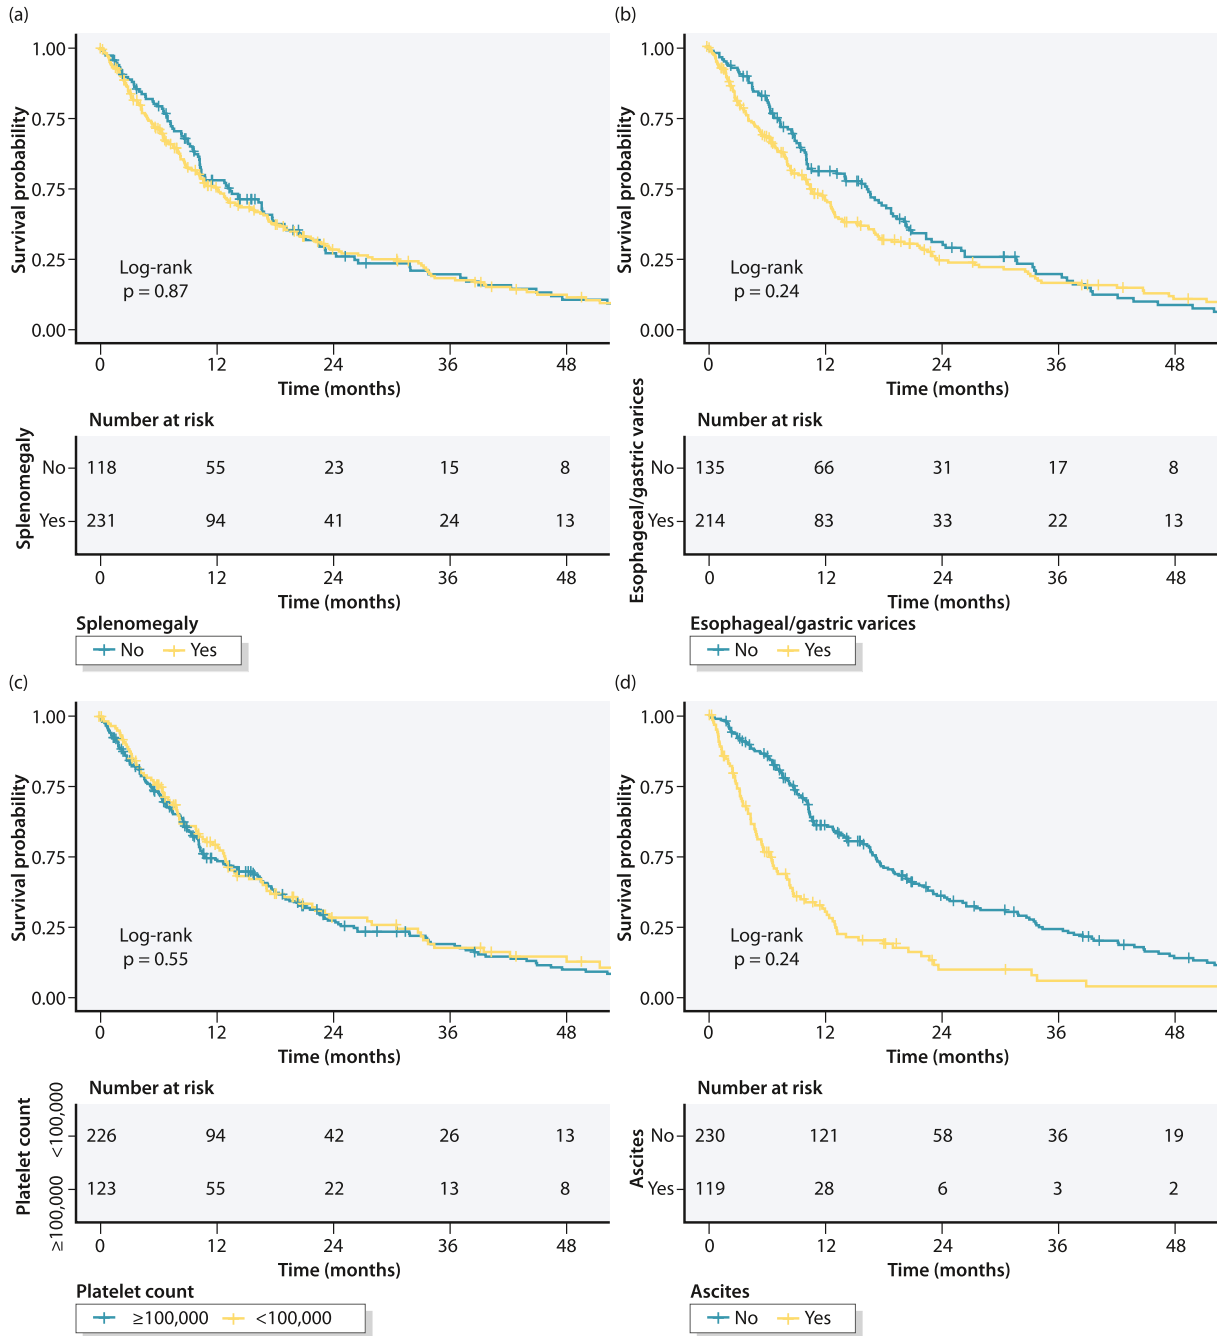 (a)
Survival probability
1.00
0.75
0.75
0.25
0.00
Log-rank
p = 0.87
0 12 24 36 48
Time (months)
Number at risk
Splenomegaly
No 118 55 23 15 8
Yes 231 94 41 24 13
0 12 24 36 48
Time (months)
Splenomegaly
No Yes
(b)
Survival probability
1.00
0.75
0.75
0.25
0.00
Log-rank
p = 0.24
0 12 24 36 48
Time (months)
Number at risk
Esophageal/gastric varices
No 135 66 31 17 8
Yes 214 83 33 22 13
0 12 24 36 48
Time (months)
Esophageal/gastric varices
No Yes
(c)
Survival probability
1.00
0.75
0.75
0.25
0.00
Log-rank
p = 0.55
0 12 24 36 48
Time (months)
Number at risk
Platelet count
<100,000 226 94 42 26 13
≥100,000 123 55 22 13 8
0 12 24 36 48
Time (months)
Platelet count
≥100,000 <100,000
(d)
Survival probability
1.00
0.75
0.75
0.25
0.00
Log-rank
p = 0.24
0 12 24 36 48
Time (months)
Number at risk
Ascites
No 230 121 58 36 19
Yes 119 28 6 3 2
0 12 24 36 48
Time (months)
Ascites
No Yes